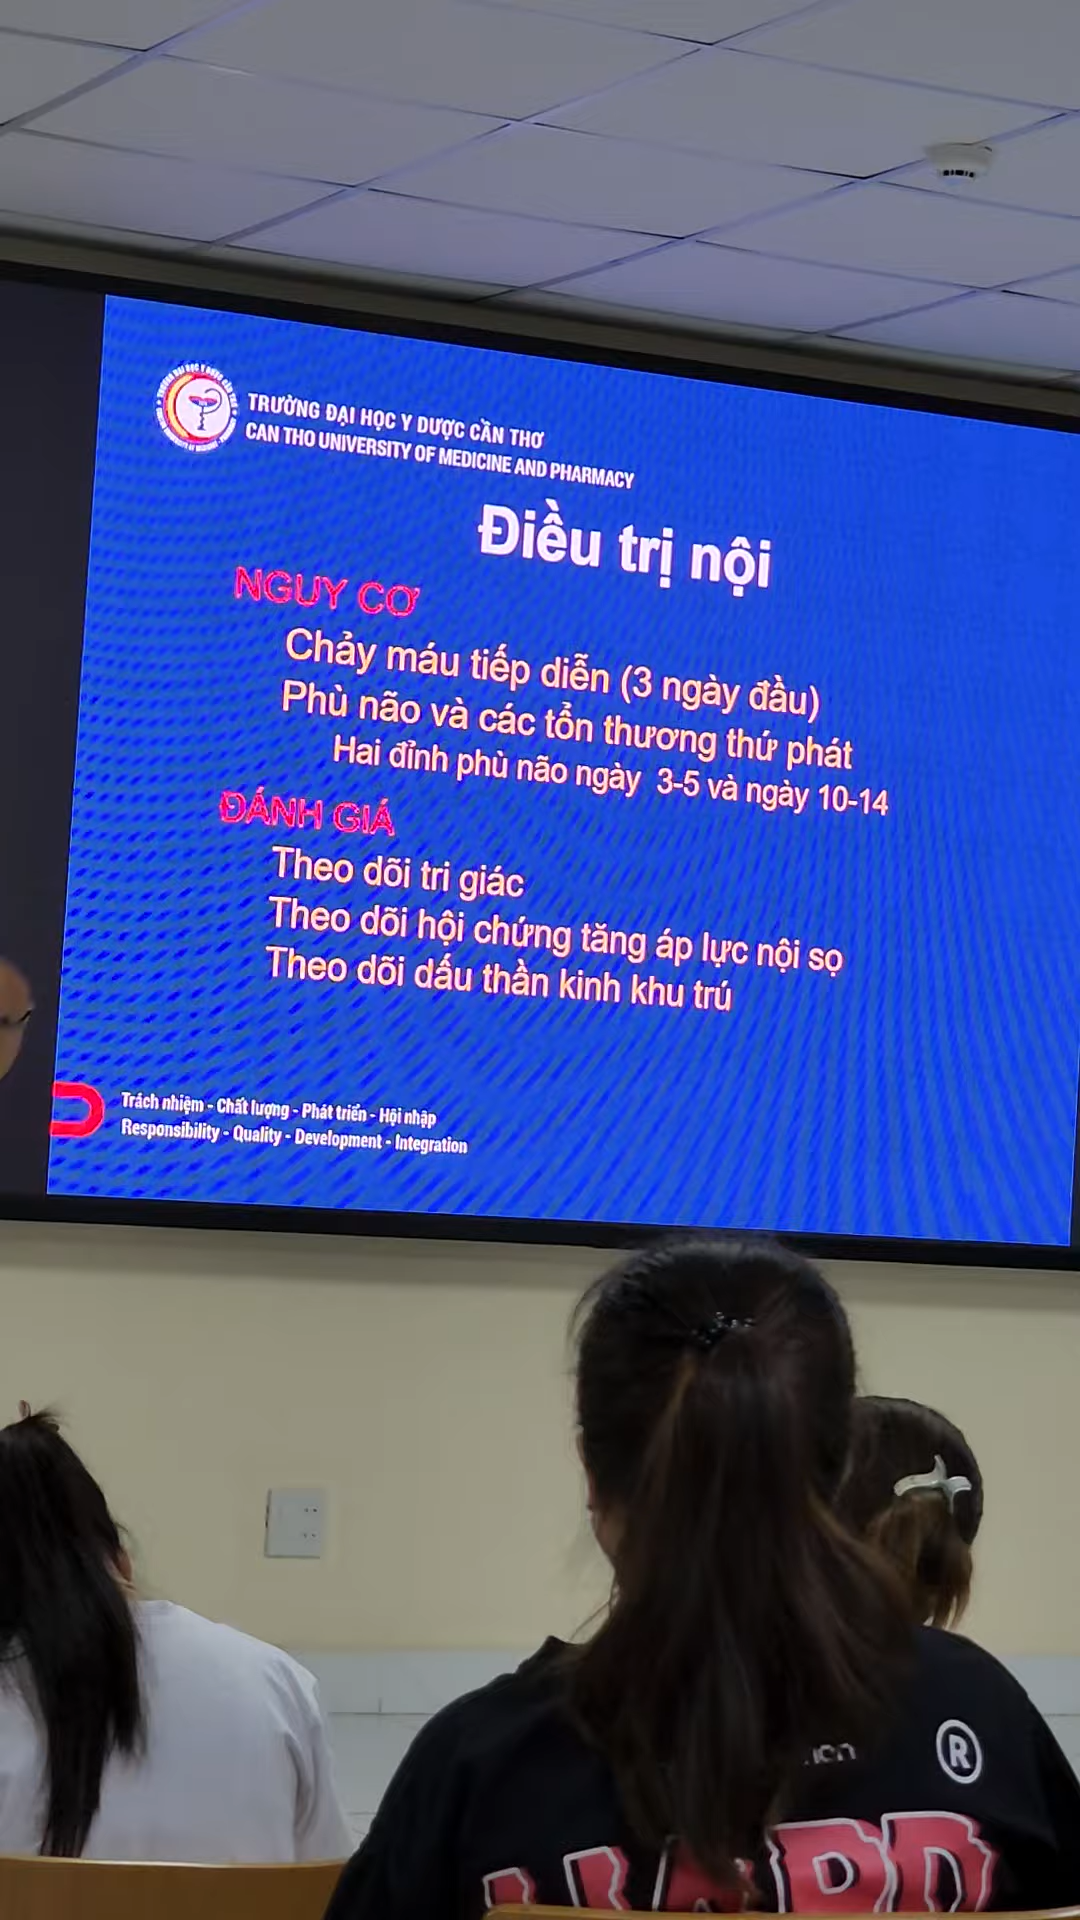 TRƯỜNG ĐẠI HỌC Y DƯỢC CẦN THƠ
CAN THO UNIVERSITY OF MEDICINE AND PHARMACY
Điều trị nội
NGUY CƠ
Chảy máu tiếp diễn (3 ngày đầu)
Phù não và các tổn thương thứ phát
Hai đỉnh phù não ngày 3-5 và ngày 10-14
ĐÁNH GIÁ
Theo dõi tri giác
Theo dõi hội chứng tăng áp lực nội sọ
Theo dõi dấu thần kinh khu trú
Trách nhiệm - Chất lượng - Phát triển - Hội nhập
Responsibility - Quality - Development - Integration
®